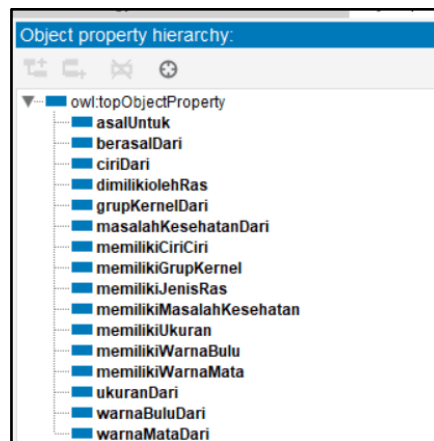 Object property hierarchy:
owl:topObjectProperty
asalUntuk
berasalDari
ciriDari
dimilikiolehRas
grupKernelDari
masalahKesehatanDari
memilikiCiriCiri
memilikiGrupKernel
memilikiJenisRas
memilikiMasalahKesehatan
memilikiUkuran
memilikiWarnaBulu
memilikiWarnaMata
ukuranDari
warnaBuluDari
warnaMataDari